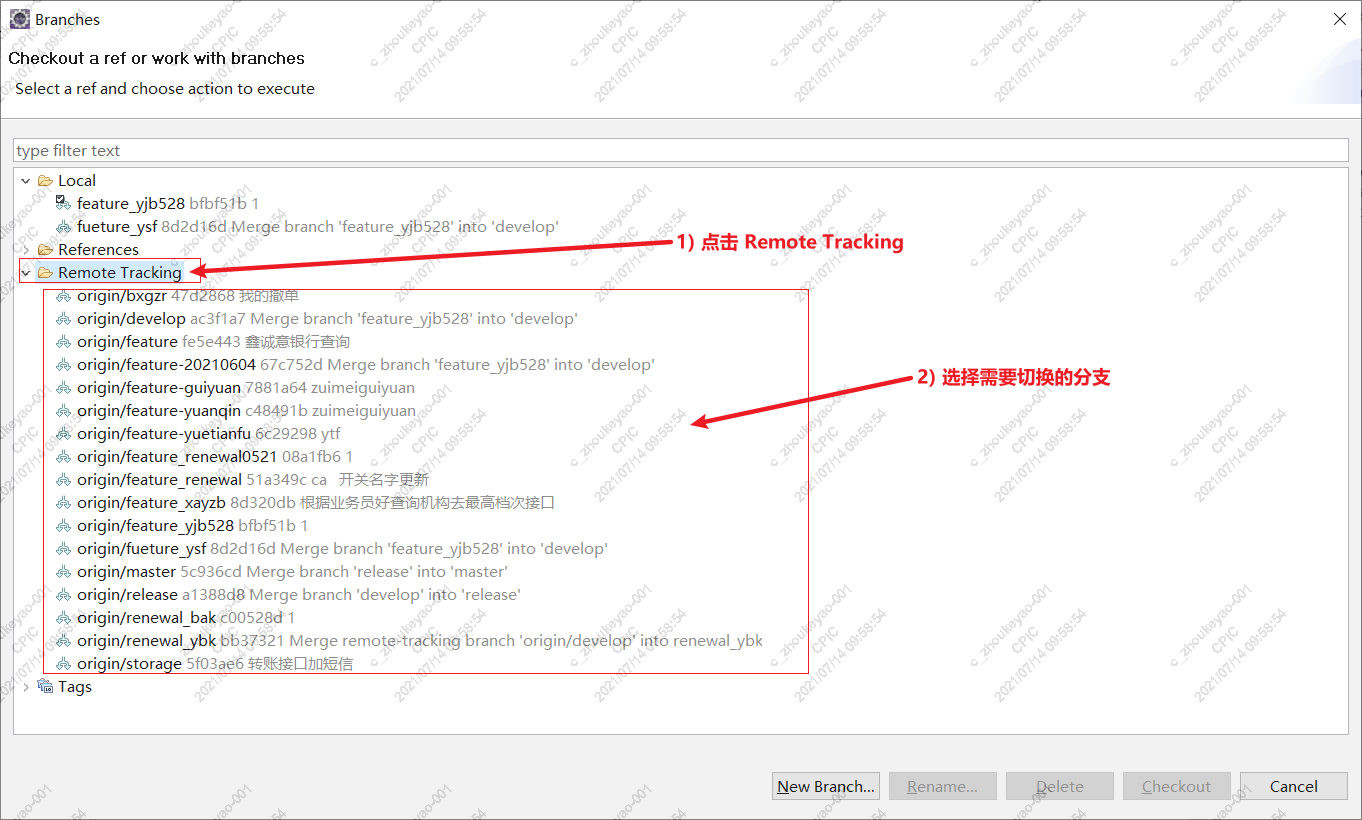 Branches
Checkout a ref or work with branches
Select a ref and choose action to execute
type filter text
Local
feature_yjb528 bfbf51b 1
fueture_ysf 8d2d16d Merge branch 'feature_yjb528' into 'develop'
References
1) 点击 Remote Tracking
Remote Tracking
origin/bxgzr 47d2868 我的撤单
origin/develop ac3f1a7 Merge branch 'feature_yjb528' into 'develop'
origin/feature fe5e443 鑫诚意银行查询
origin/feature-20210604 67c752d Merge branch 'feature_yjb528' into 'develop'
2) 选择需要切换的分支
origin/feature-guiyuan 7881a64 zuimeiguiyuan
origin/feature-yuanqin c48491b zuimeiguiyuan
origin/feature-yuetianfu 6c29298 ytf
origin/feature_renewal0521 08a1fb6 1
origin/feature_renewal 51a349c ca 开关名字更新
origin/feature_xayzb 8d320db 根据业务员好查询机构去最高档次接口
origin/feature_yjb528 bfbf51b 1
origin/fueture_ysf 8d2d16d Merge branch 'feature_yjb528' into 'develop'
origin/master 5c936cd Merge branch 'release' into 'master'
origin/release a1388d8 Merge branch 'develop' into 'release'
origin/renewal_bak c00528d 1
origin/renewal_ybk bb37321 Merge remote-tracking branch 'origin/develop' into renewal_ybk
origin/storage 5f03ae6 转账接口加短信
Tags
New Branch...
Rename...
Delete
Checkout
Cancel
c_zhoukeyao-001
CPIC
2021/07/14 09:58:54